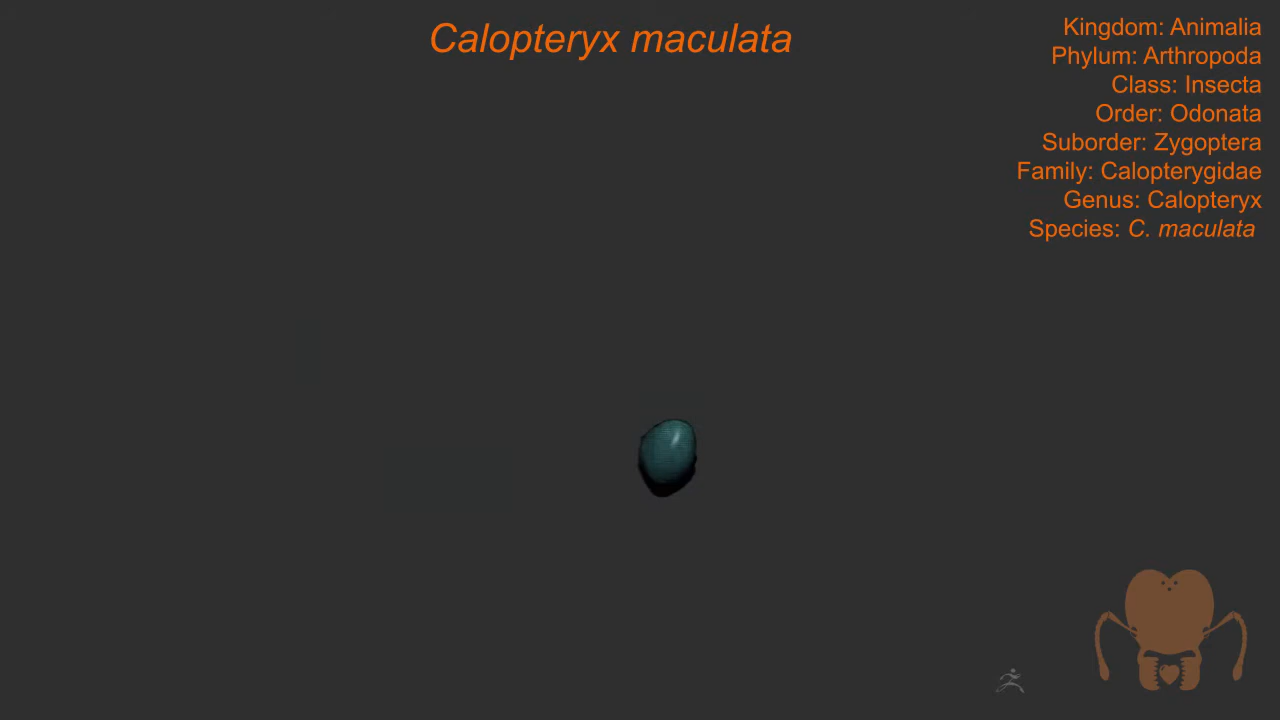 Calopteryx maculata
Kingdom: Animalia
Phylum: Arthropoda
Class: Insecta
Order: Odonata
Suborder: Zygoptera
Family: Calopterygidae
Genus: Calopteryx
Species: C. maculata